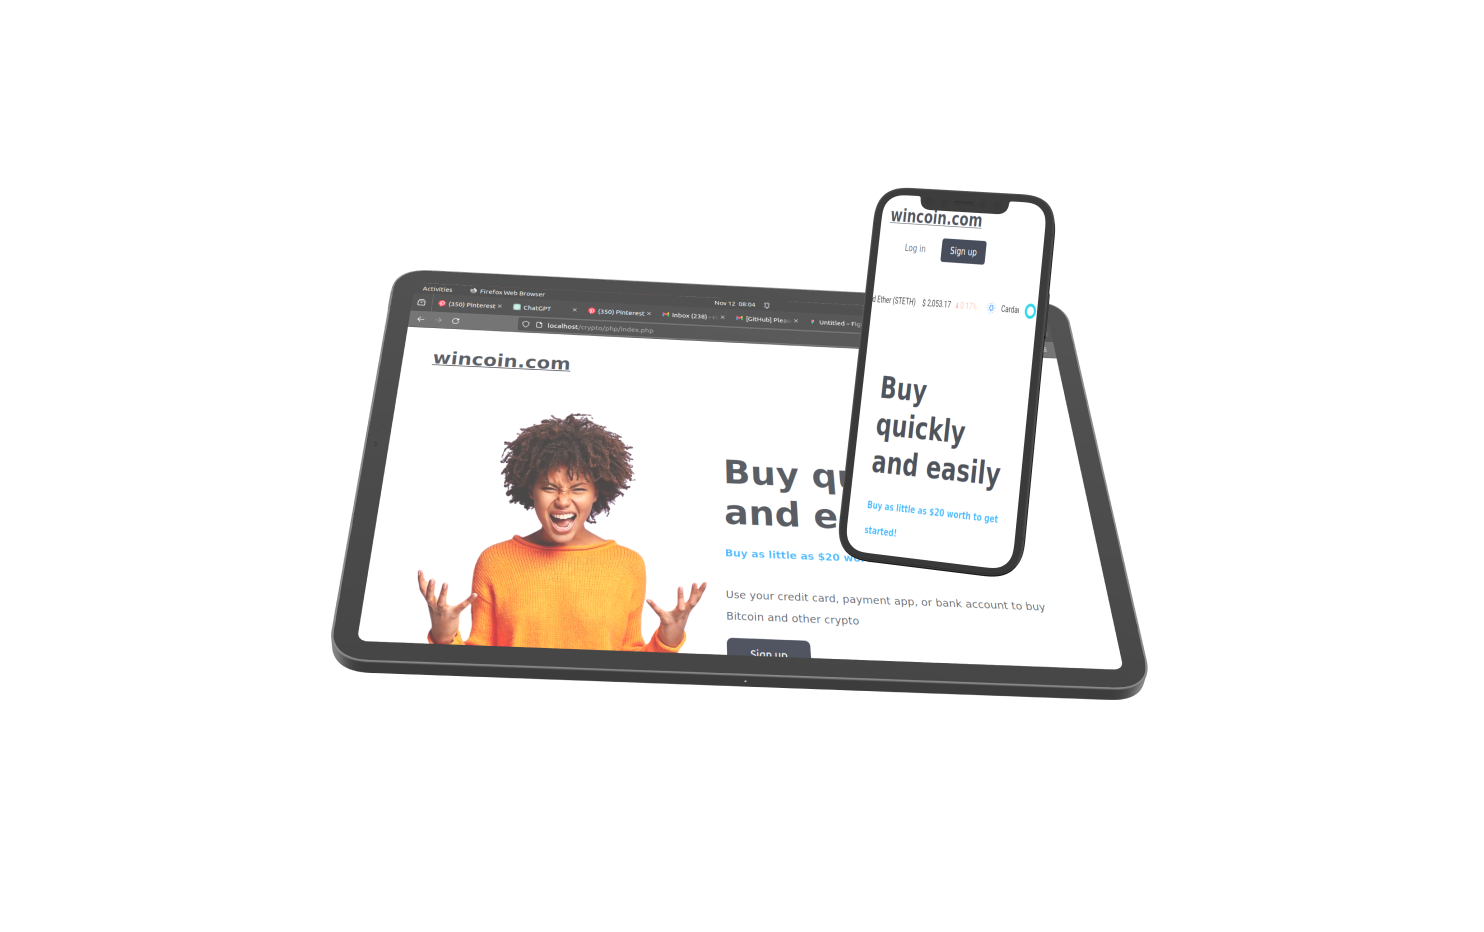 Activities
Firefox Web Browser
Nov 12 08:04
(350) Pinterest
ChatGPT
(350) Pinterest
Inbox (238)
[GitHub] Plea
Untitled – Fig
localhost/crypto/php/index.php
wincoin.com
Buy qu
and e
Buy as little as $20 wo
Use your credit card, payment app, or bank account to buy
Bitcoin and other crypto
Sign up
wincoin.com
Log in
Sign up
d Ether (STETH) $ 2,053.17 0.17% Cardan
Buy
quickly
and easily
Buy as little as $20 worth to get
started!